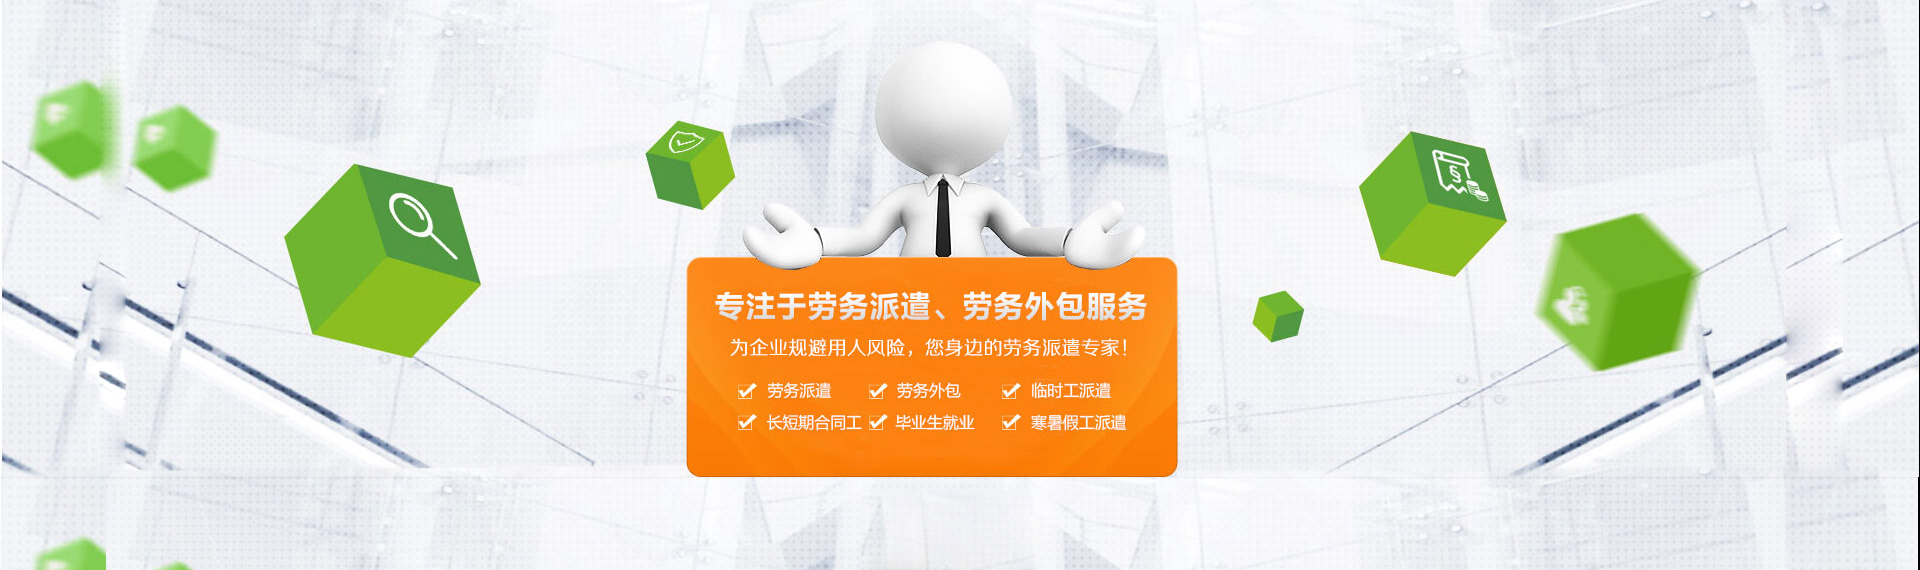 专注于劳务派遣、劳务外包服务
为企业规避用人风险，您身边的劳务派遣专家！
劳务派遣 劳务外包 临时工派遣
长短期合同工 毕业生就业 寒暑假工派遣
§